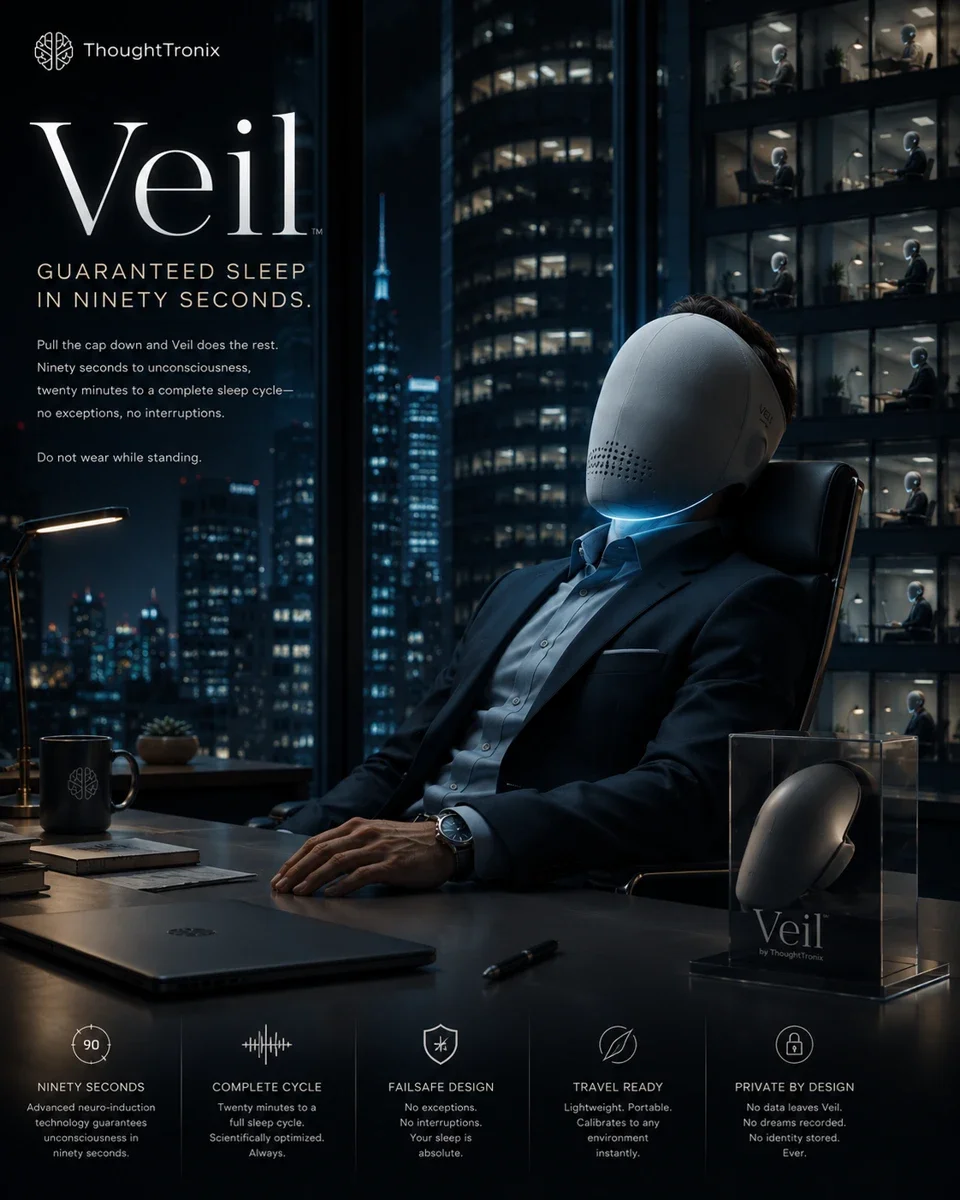 ThoughtTronix
Veil™
GUARANTEED SLEEP
IN NINETY SECONDS.
Pull the cap down and Veil does the rest.
Ninety seconds to unconsciousness,
twenty minutes to a complete sleep cycle—
no exceptions, no interruptions.
Do not wear while standing.
Veil
Veil™
by ThoughtTronix
90
NINETY SECONDS
Advanced neuro-induction
technology guarantees
unconsciousness in
ninety seconds.
COMPLETE CYCLE
Twenty minutes to a
full sleep cycle.
Scientifically optimized.
Always.
FAILSAFE DESIGN
No exceptions.
No interruptions.
Your sleep is
absolute.
TRAVEL READY
Lightweight. Portable.
Calibrates to any
environment
instantly.
PRIVATE BY DESIGN
No data leaves Veil.
No dreams recorded.
No identity stored.
Ever.